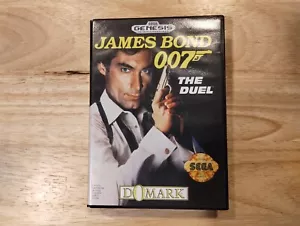 GENESIS
JAMES BOND
007
THE DUEL
SEGA
DOMARK